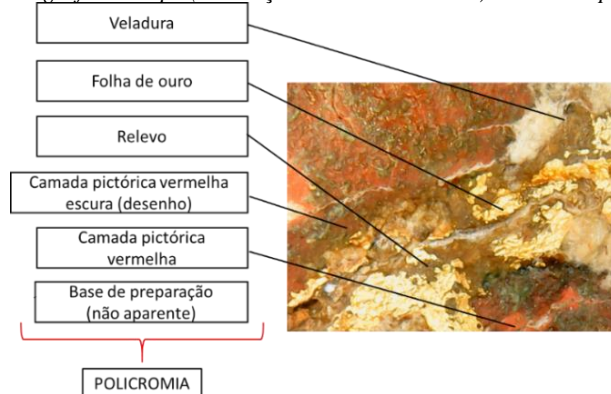 Veladura
Folha de ouro
Relevo
Camada pictórica vermelha
escura (desenho)
Camada pictórica
vermelha
Base de preparação
(não aparente)
POLICROMIA